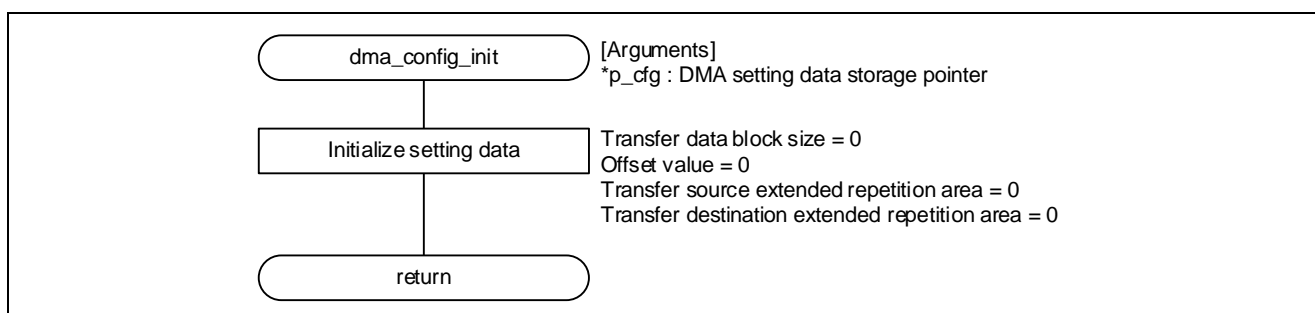 dma_config_init
[Arguments]
*p_cfg : DMA setting data storage pointer
Initialize setting data
Transfer data block size = 0
Offset value = 0
Transfer source extended repetition area = 0
Transfer destination extended repetition area = 0
return